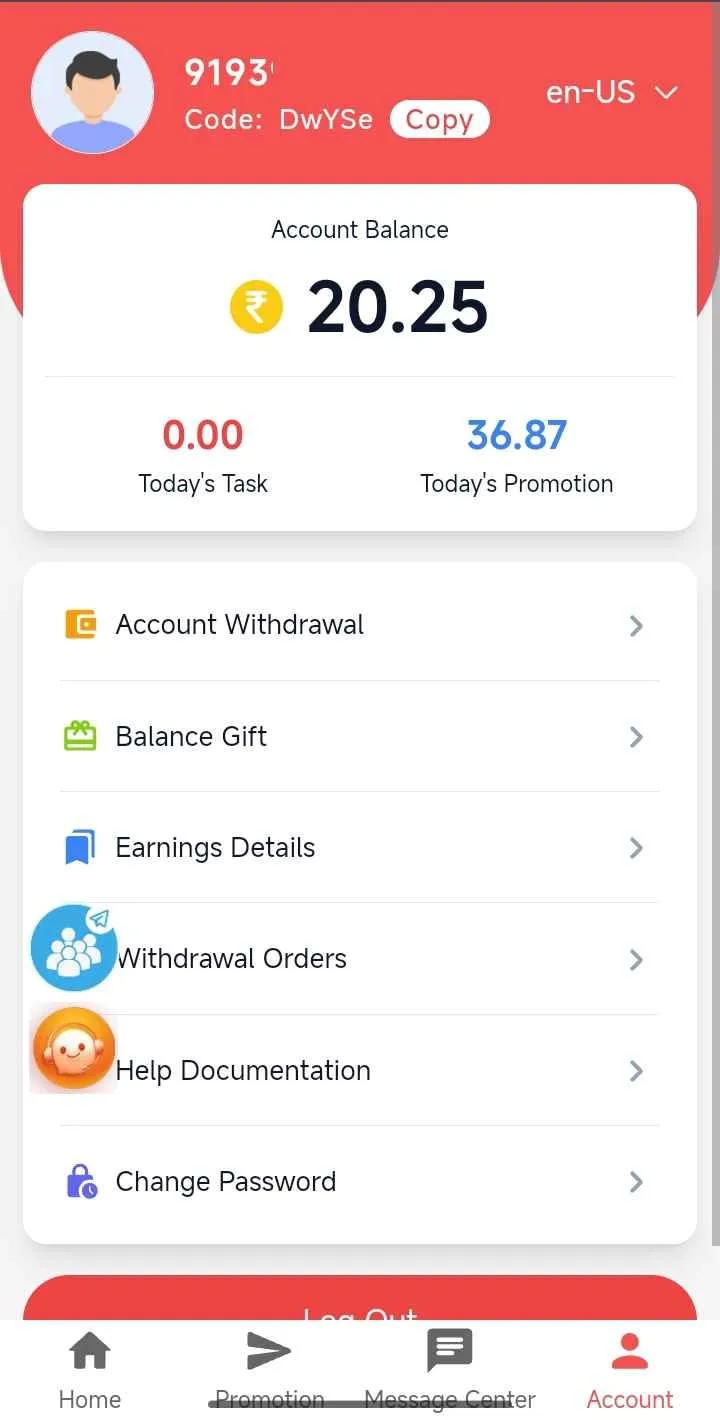 9193
Code: DwYSe Copy
en-US
Account Balance
₹ 20.25
0.00 36.87
Today's Task Today's Promotion
Account Withdrawal
Balance Gift
Earnings Details
Withdrawal Orders
Help Documentation
Change Password
Log Out
Home Promotion Message Center Account